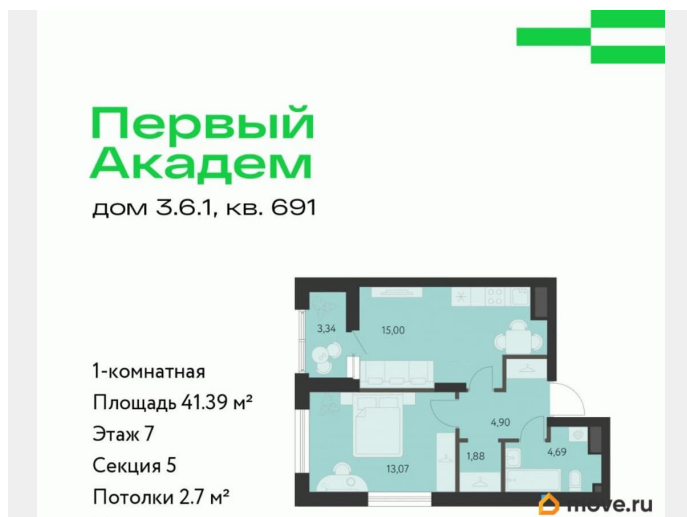 Первый
Академ
дом 3.6.1, кв. 691
1-комнатная
Площадь 41.39 м²
Этаж 7
Секция 5
Потолки 2.7 м²
3,34
15,00
4,90
4,69
1,88
13,07
move.ru